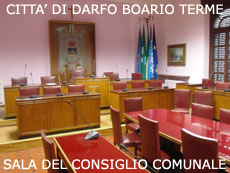 CITTA' DI DARFO BOARIO TERME
SALA DEL CONSIGLIO COMUNALE